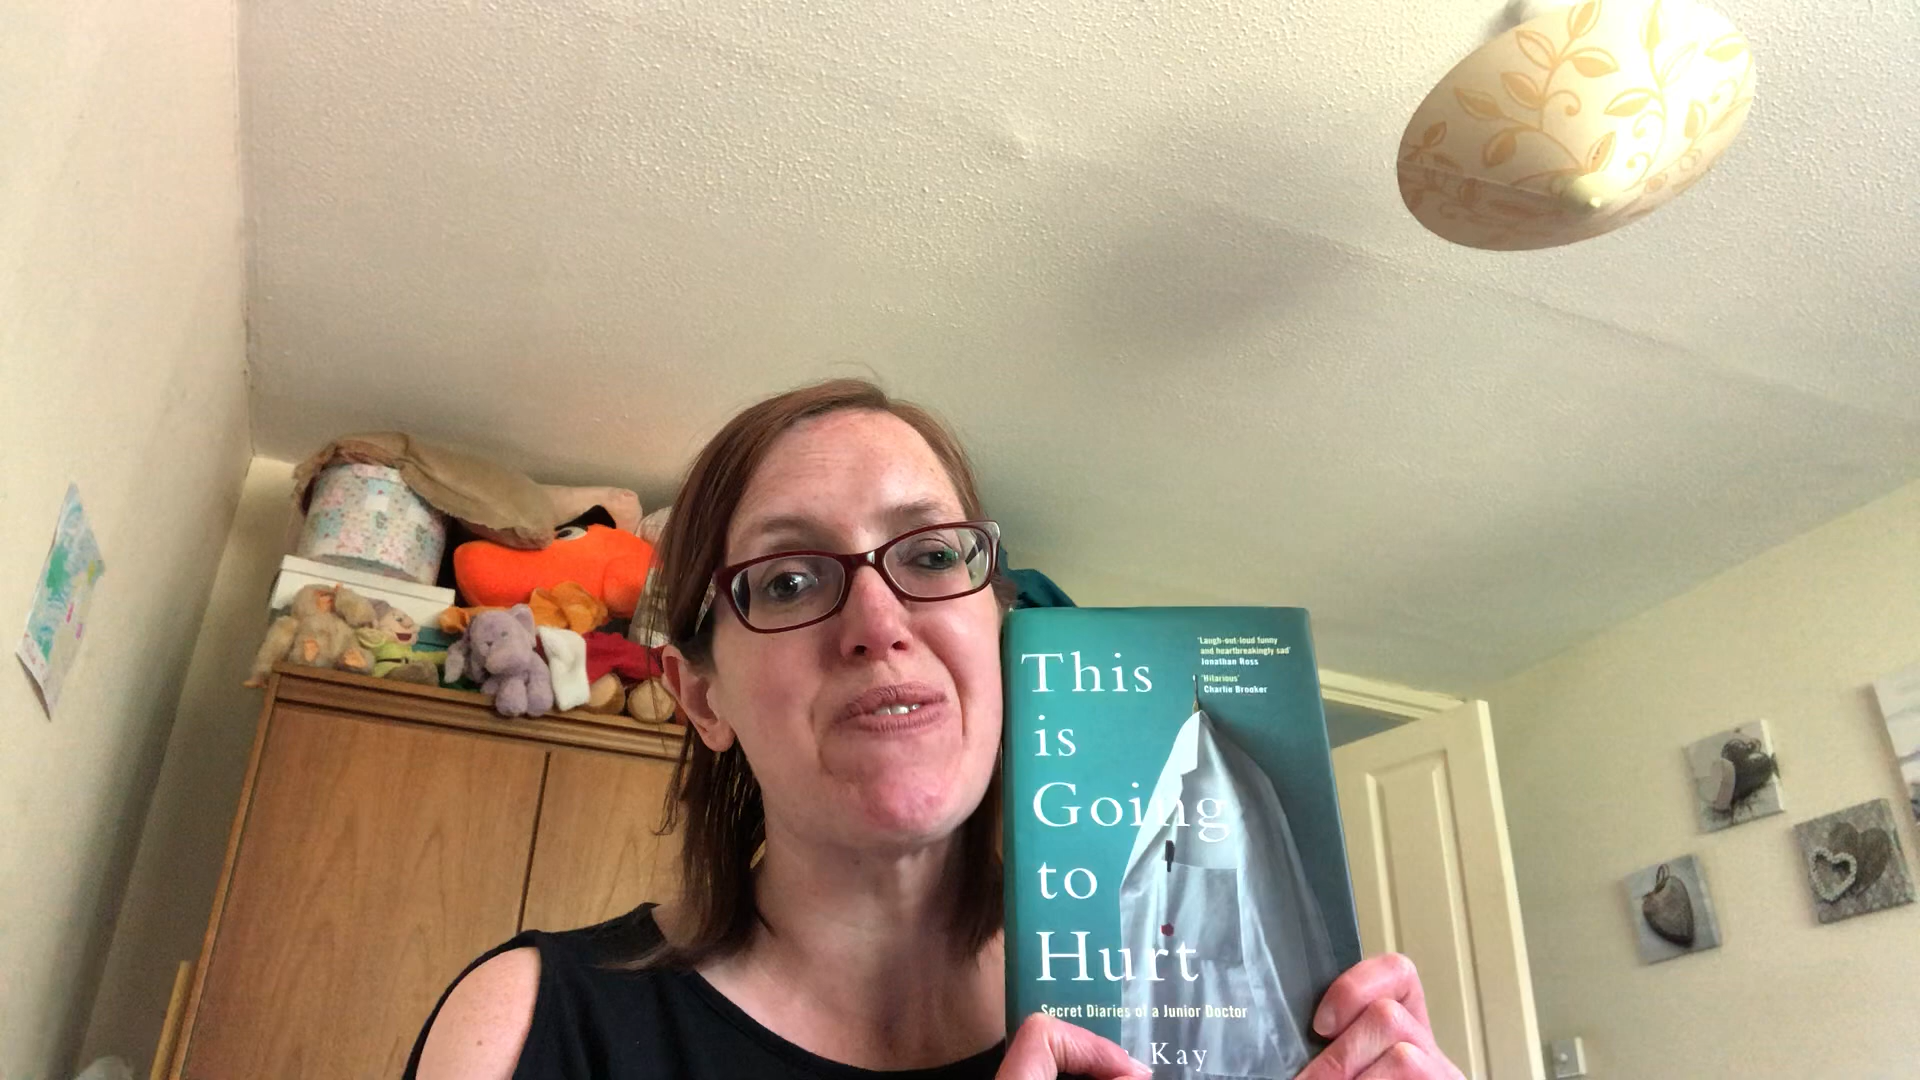 'Laugh-out-loud funny
and heartbreakingly sad'
Jonathan Ross
'Hilarious'
Charlie Brooker
This
is
Going
to
Hurt
Secret Diaries of a Junior Doctor
Kay